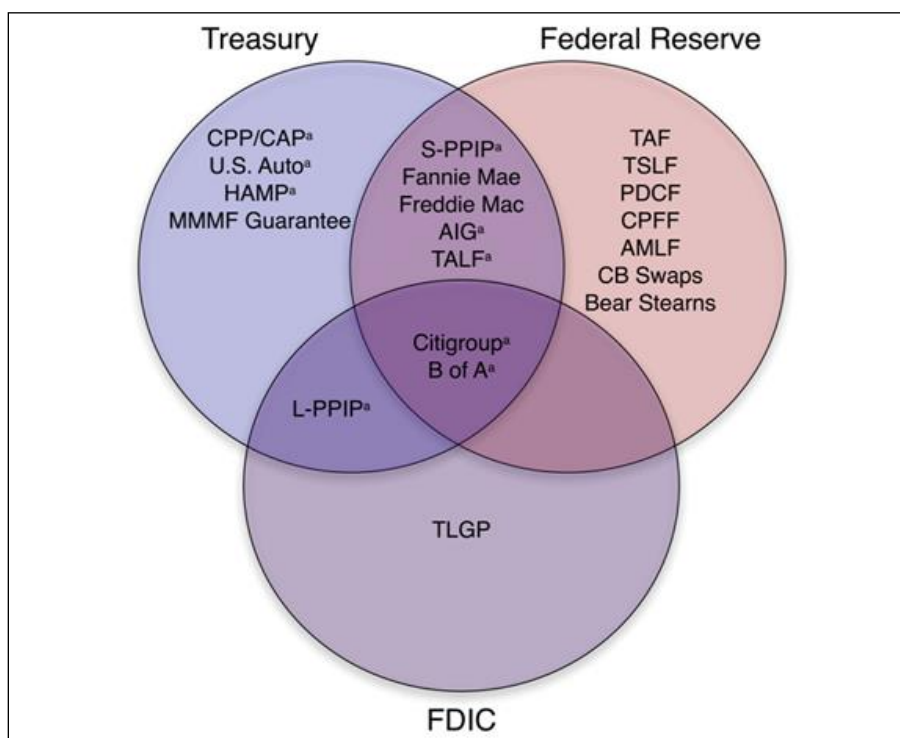 Treasury
Federal Reserve
CPP/CAPᵃ
U.S. Autoᵃ
HAMPᵃ
MMMF Guarantee
S-PPIPᵃ
Fannie Mae
Freddie Mac
AIGᵃ
TALFᵃ
TAF
TSLF
PDCF
CPFF
AMLF
CB Swaps
Bear Stearns
Citigroupᵃ
B of Aᵃ
L-PPIPᵃ
TLGP
FDIC